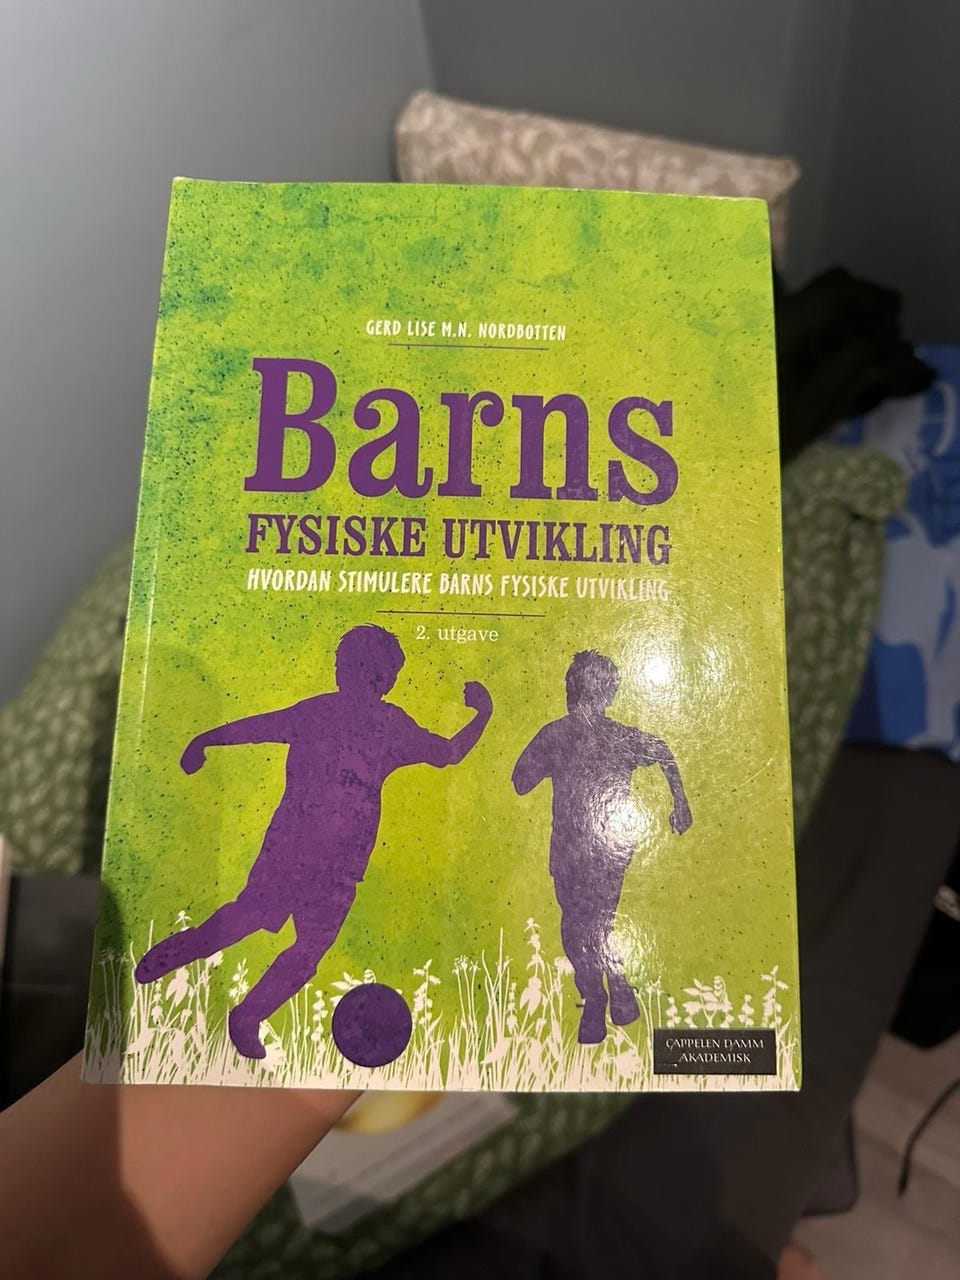 GERD LISE M.N. NORDBOTTEN
Barns
FYSISKE UTVIKLING
HVORDAN STIMULERE BARNS FYSISKE UTVIKLING
2. utgave
CAPPELEN DAMM
AKADEMISK